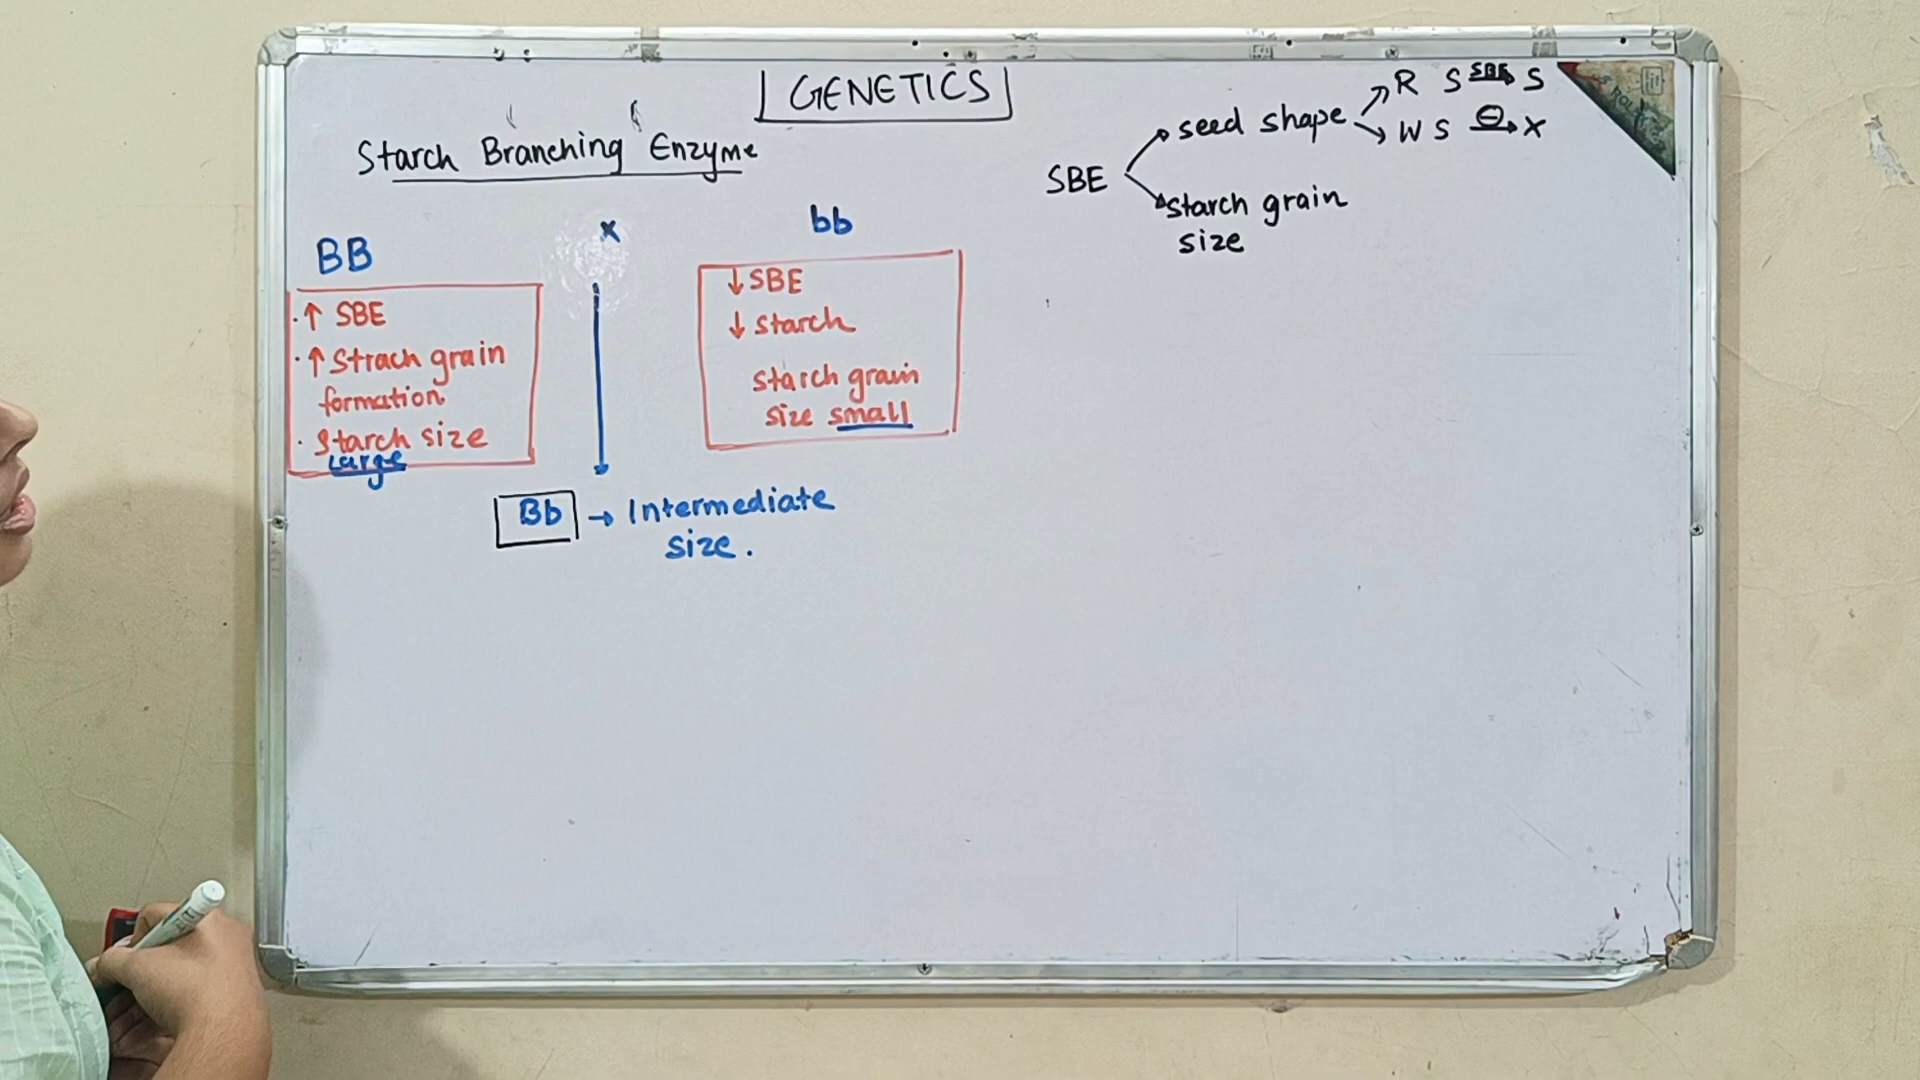 GENETICS
Starch Branching Enzyme
BB
x
bb
· ↑ SBE
· ↑ Strach grain
formation
· Starch size
Large
↓ SBE
↓ starch
starch grain
size small
Bb → Intermediate
size.
SBE
seed shape
R S SBE→ S
W S ⊖→ X
starch grain
size